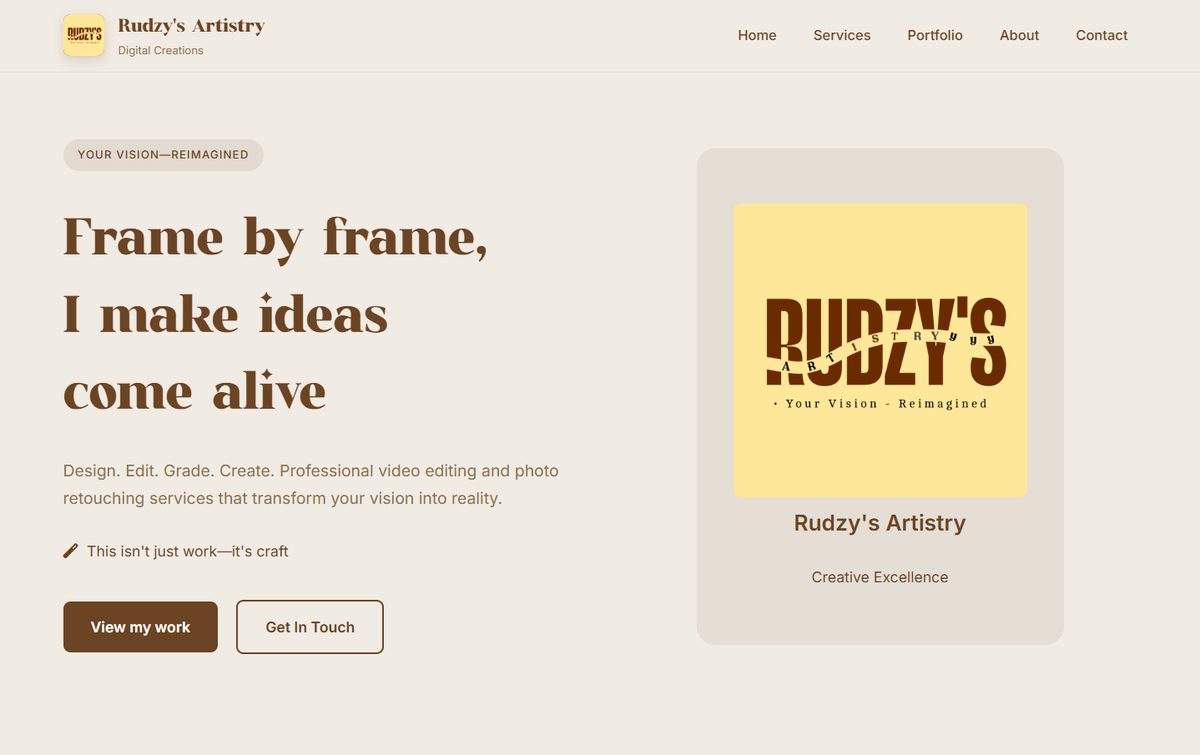 RUDZY'S
Rudzy's Artistry
Digital Creations
Home
Services
Portfolio
About
Contact
YOUR VISION—REIMAGINED
Frame by frame,
I make ideas
come alive
Design. Edit. Grade. Create. Professional video editing and photo
retouching services that transform your vision into reality.
This isn't just work—it's craft
View my work
Get In Touch
RUDZY'S
ARTISTRYyyy
· Your Vision - Reimagined
Rudzy's Artistry
Creative Excellence